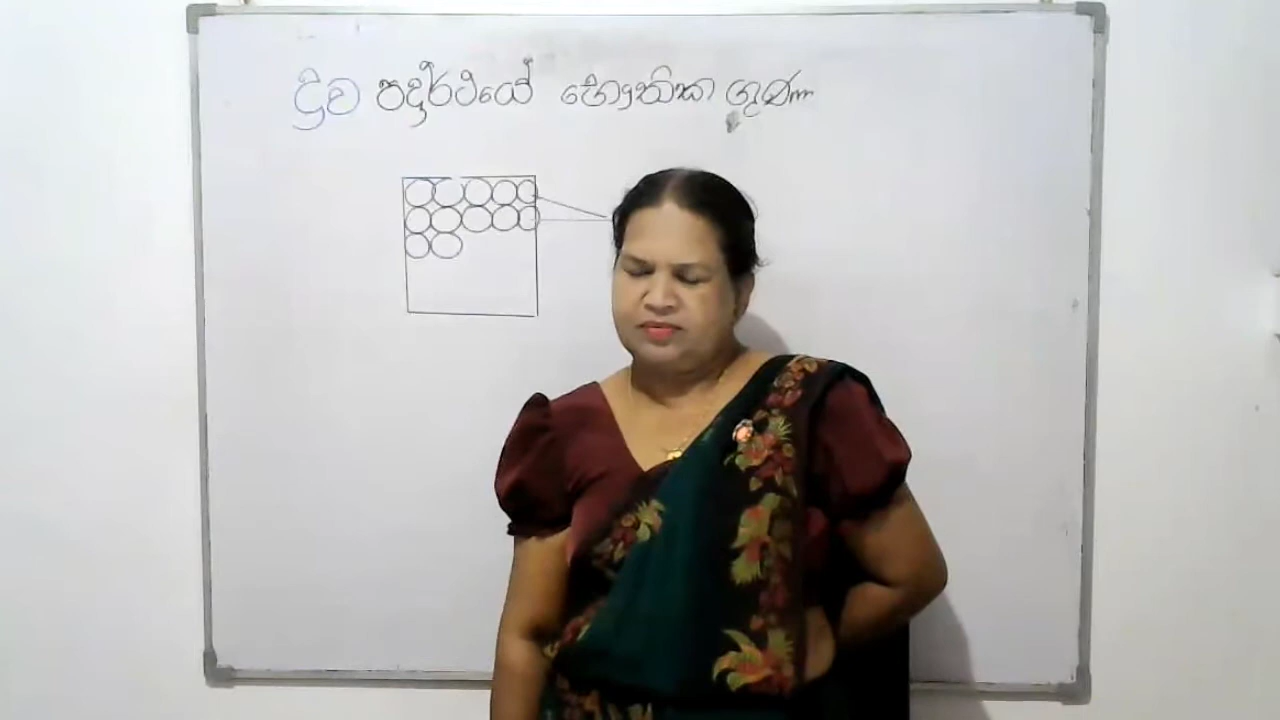 ද්‍රව පදාර්ථයේ භෞතික ගුණ